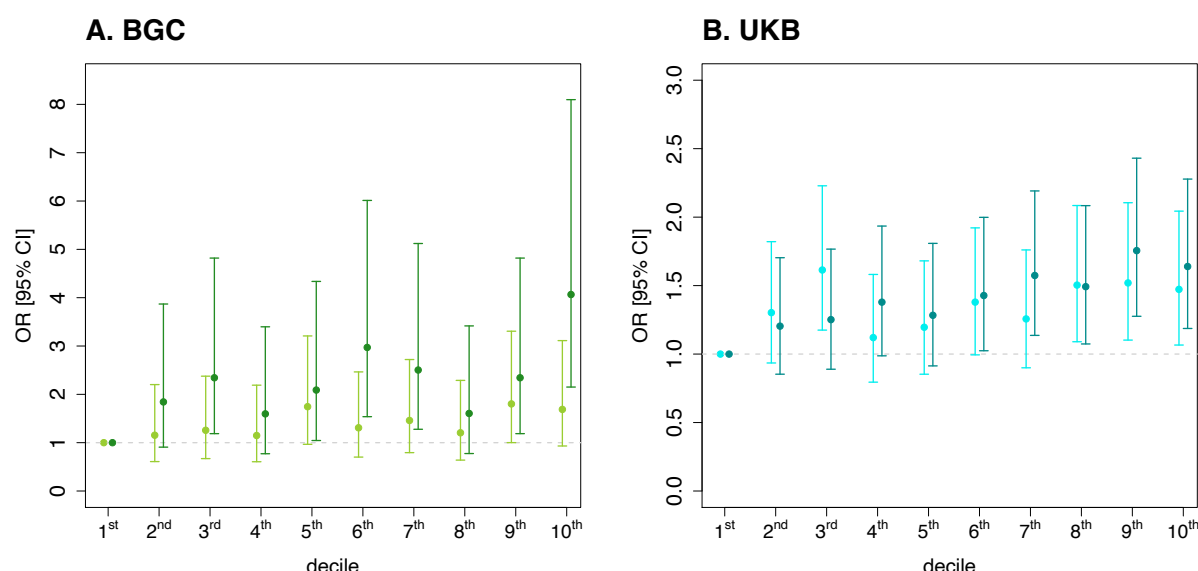 A. BGC
OR [95% CI]
8
7
6
5
4
3
2
1
0
1st 2nd 3rd 4th 5th 6th 7th 8th 9th 10th
decile
B. UKB
OR [95% CI]
3.0
2.5
2.0
1.5
1.0
0.5
0.0
1st 2nd 3rd 4th 5th 6th 7th 8th 9th 10th
decile